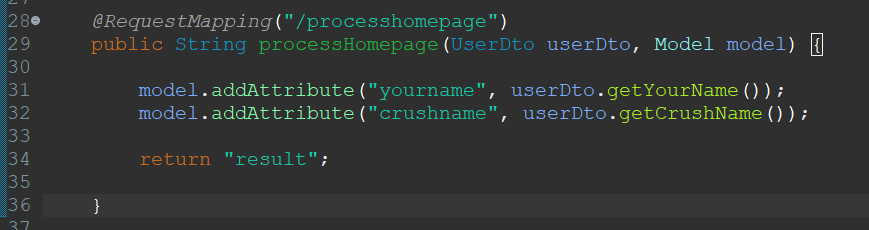 28 @RequestMapping("/processhomepage")
29 public String processHomepage(UserDto userDto, Model model) {
30
31 model.addAttribute("yourname", userDto.getYourName());
32 model.addAttribute("crushname", userDto.getCrushName());
33
34 return "result";
35
36 }
37